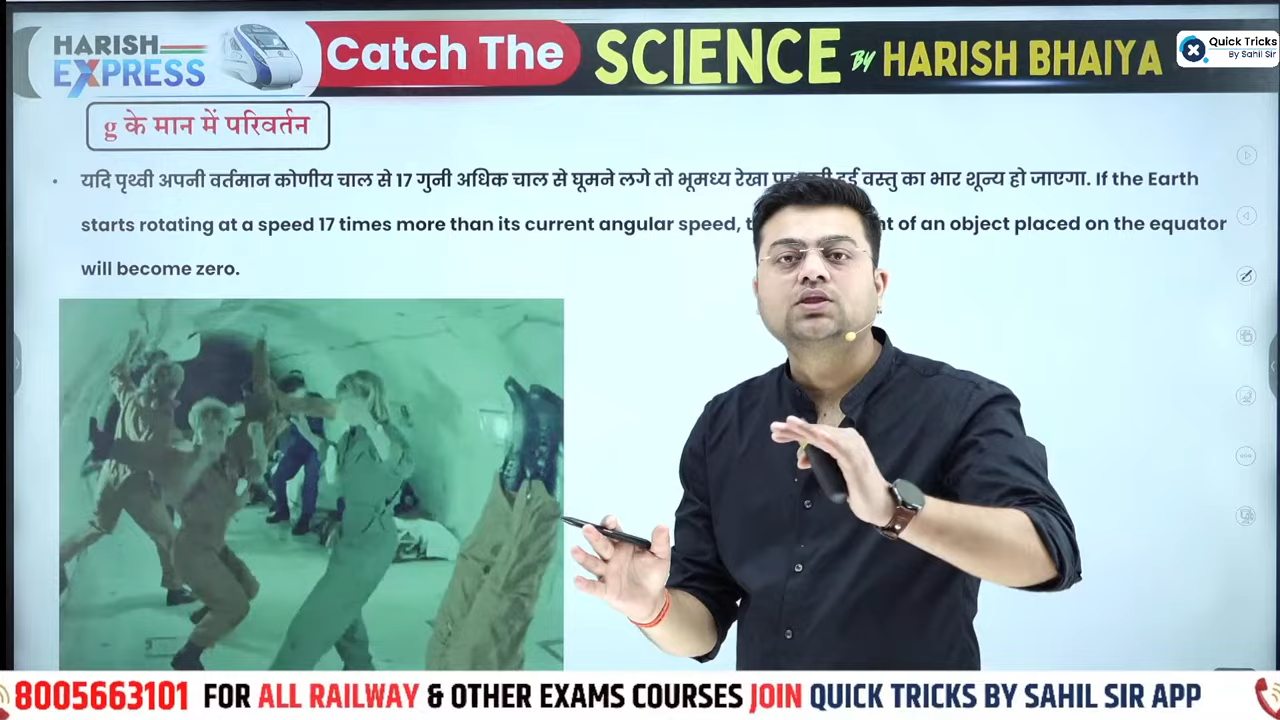 HARISH
EXPRESS
Catch The SCIENCE BY HARISH BHAIYA
Quick Tricks
By Sahil Sir
g के मान में परिवर्तन
• यदि पृथ्वी अपनी वर्तमान कोणीय चाल से 17 गुनी अधिक चाल से घूमने लगे तो भूमध्य रेखा हुई वस्तु का भार शून्य हो जाएगा. If the Earth
starts rotating at a speed 17 times more than its current angular speed, of an object placed on the equator
will become zero.
8005663101 FOR ALL RAILWAY & OTHER EXAMS COURSES JOIN QUICK TRICKS BY SAHIL SIR APP